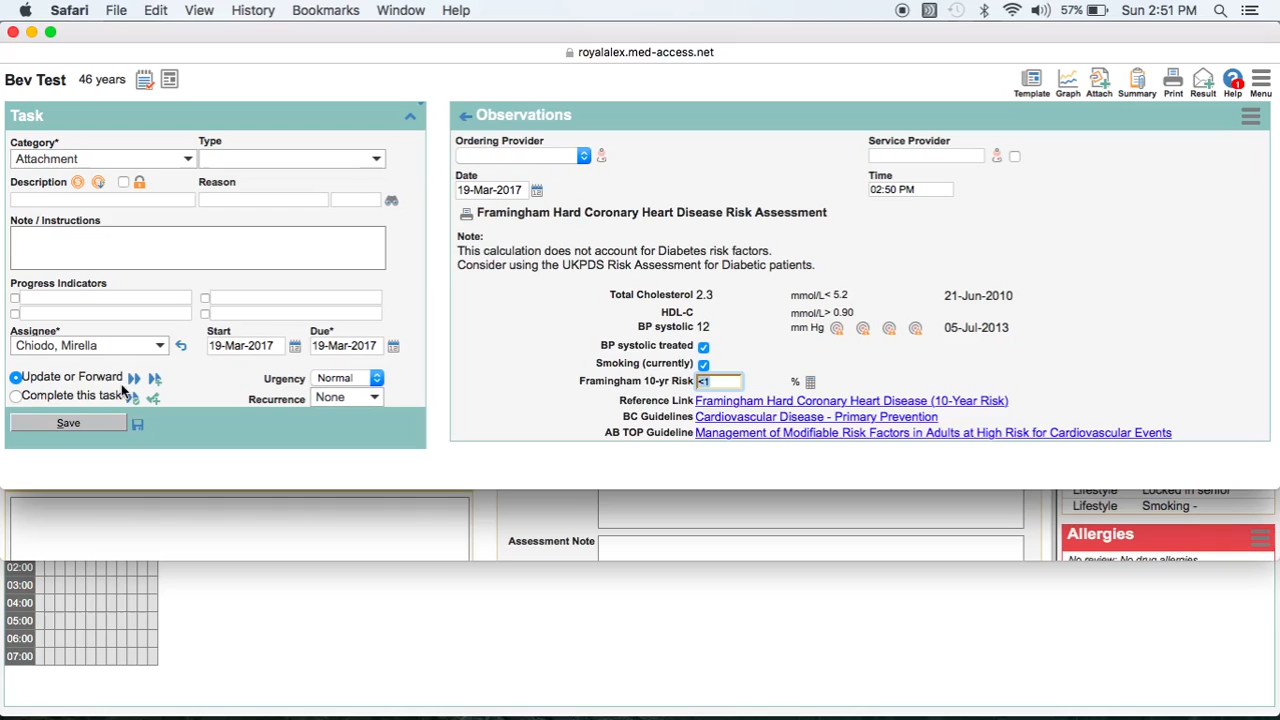 Safari File Edit View History Bookmarks Window Help 57% Sun 2:51 PM
royalalex.med-access.net
Bev Test 46 years
Template Graph Attach Summary Print Result Help 1 Menu
Task
Category* Type
Attachment
Description Reason
Note / Instructions
Progress Indicators
Assignee* Start Due*
Chiodo, Mirella 19-Mar-2017 19-Mar-2017
Update or Forward Urgency Normal
Complete this task Recurrence None
Save
Observations
Ordering Provider Service Provider
Date Time
19-Mar-2017 02:50 PM
Framingham Hard Coronary Heart Disease Risk Assessment
Note:
This calculation does not account for Diabetes risk factors.
Consider using the UKPDS Risk Assessment for Diabetic patients.
Total Cholesterol 2.3 mmol/L < 5.2 21-Jun-2010
HDL-C mmol/L > 0.90
BP systolic 12 mm Hg 05-Jul-2013
BP systolic treated
Smoking (currently)
Framingham 10-yr Risk <1 %
Reference Link Framingham Hard Coronary Heart Disease (10-Year Risk)
BC Guidelines Cardiovascular Disease - Primary Prevention
AB TOP Guideline Management of Modifiable Risk Factors in Adults at High Risk for Cardiovascular Events
Lifestyle Locked in senior
Lifestyle Smoking -
Assessment Note
Allergies
No review: No drug allergies
02:00
03:00
04:00
05:00
06:00
07:00